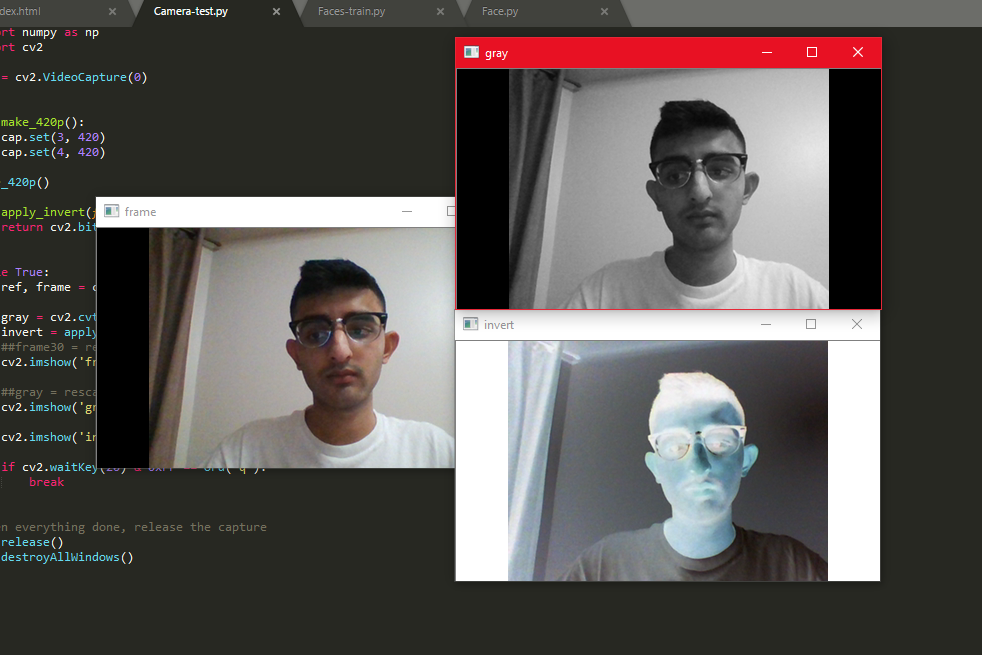 dex.html × Camera-test.py × Faces-train.py × Face.py ×
ort numpy as np
ort cv2
= cv2.VideoCapture(0)
make_420p():
cap.set(3, 420)
cap.set(4, 420)
_420p()
apply_invert(
return cv2.bit
e True:
ref, frame = c
gray = cv2.cvt
invert = apply
##frame30 = re
cv2.imshow('fr
##gray = resca
cv2.imshow('gr
cv2.imshow('in
if cv2.waitKey(20) & 0xFF == ord('q'):
break
n everything done, release the capture
release()
destroyAllWindows()
frame
gray
invert